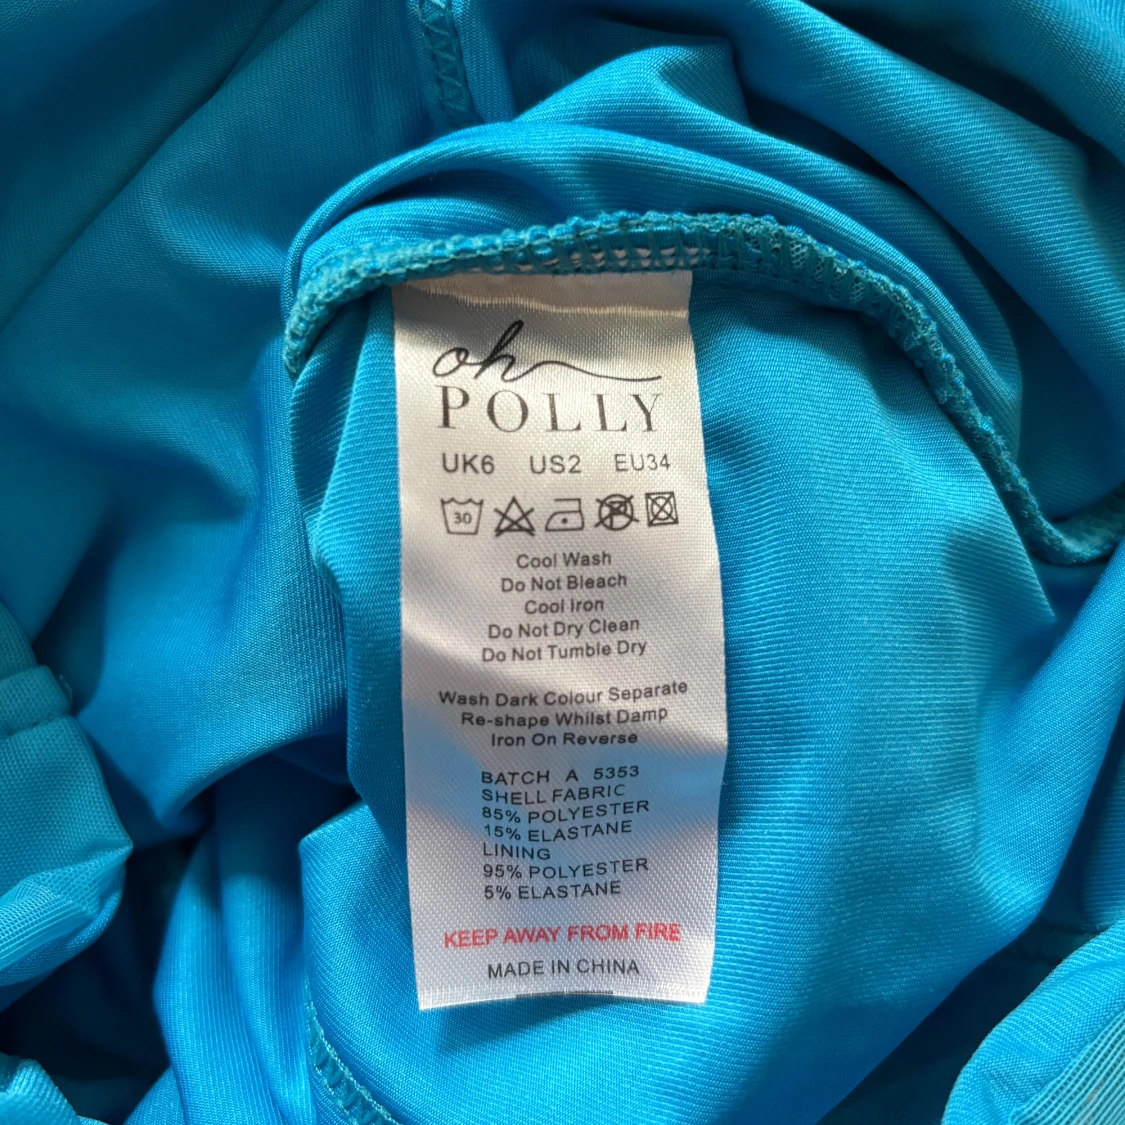 oh
POLLY
UK6 US2 EU34
30
Cool Wash
Do Not Bleach
Cool Iron
Do Not Dry Clean
Do Not Tumble Dry
Wash Dark Colour Separate
Re-shape Whilst Damp
Iron On Reverse
BATCH A 5353
SHELL FABRIC
85% POLYESTER
15% ELASTANE
LINING
95% POLYESTER
5% ELASTANE
KEEP AWAY FROM FIRE
MADE IN CHINA